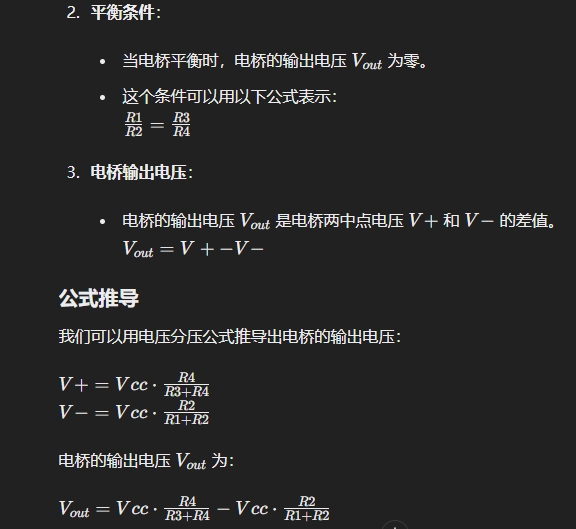 2. 平衡条件：
• 当电桥平衡时，电桥的输出电压 $V_{out}$ 为零。
• 这个条件可以用以下公式表示：
$\frac{R1}{R2} = \frac{R3}{R4}$
3. 电桥输出电压：
• 电桥的输出电压 $V_{out}$ 是电桥两中点电压 $V+$ 和 $V-$ 的差值。
$V_{out} = V + -V-$
公式推导
我们可以用电压分压公式推导出电桥的输出电压：
$V+ = Vcc \cdot \frac{R4}{R3+R4}$
$V- = Vcc \cdot \frac{R2}{R1+R2}$
电桥的输出电压 $V_{out}$ 为：
$V_{out} = Vcc \cdot \frac{R4}{R3+R4} - Vcc \cdot \frac{R2}{R1+R2}$